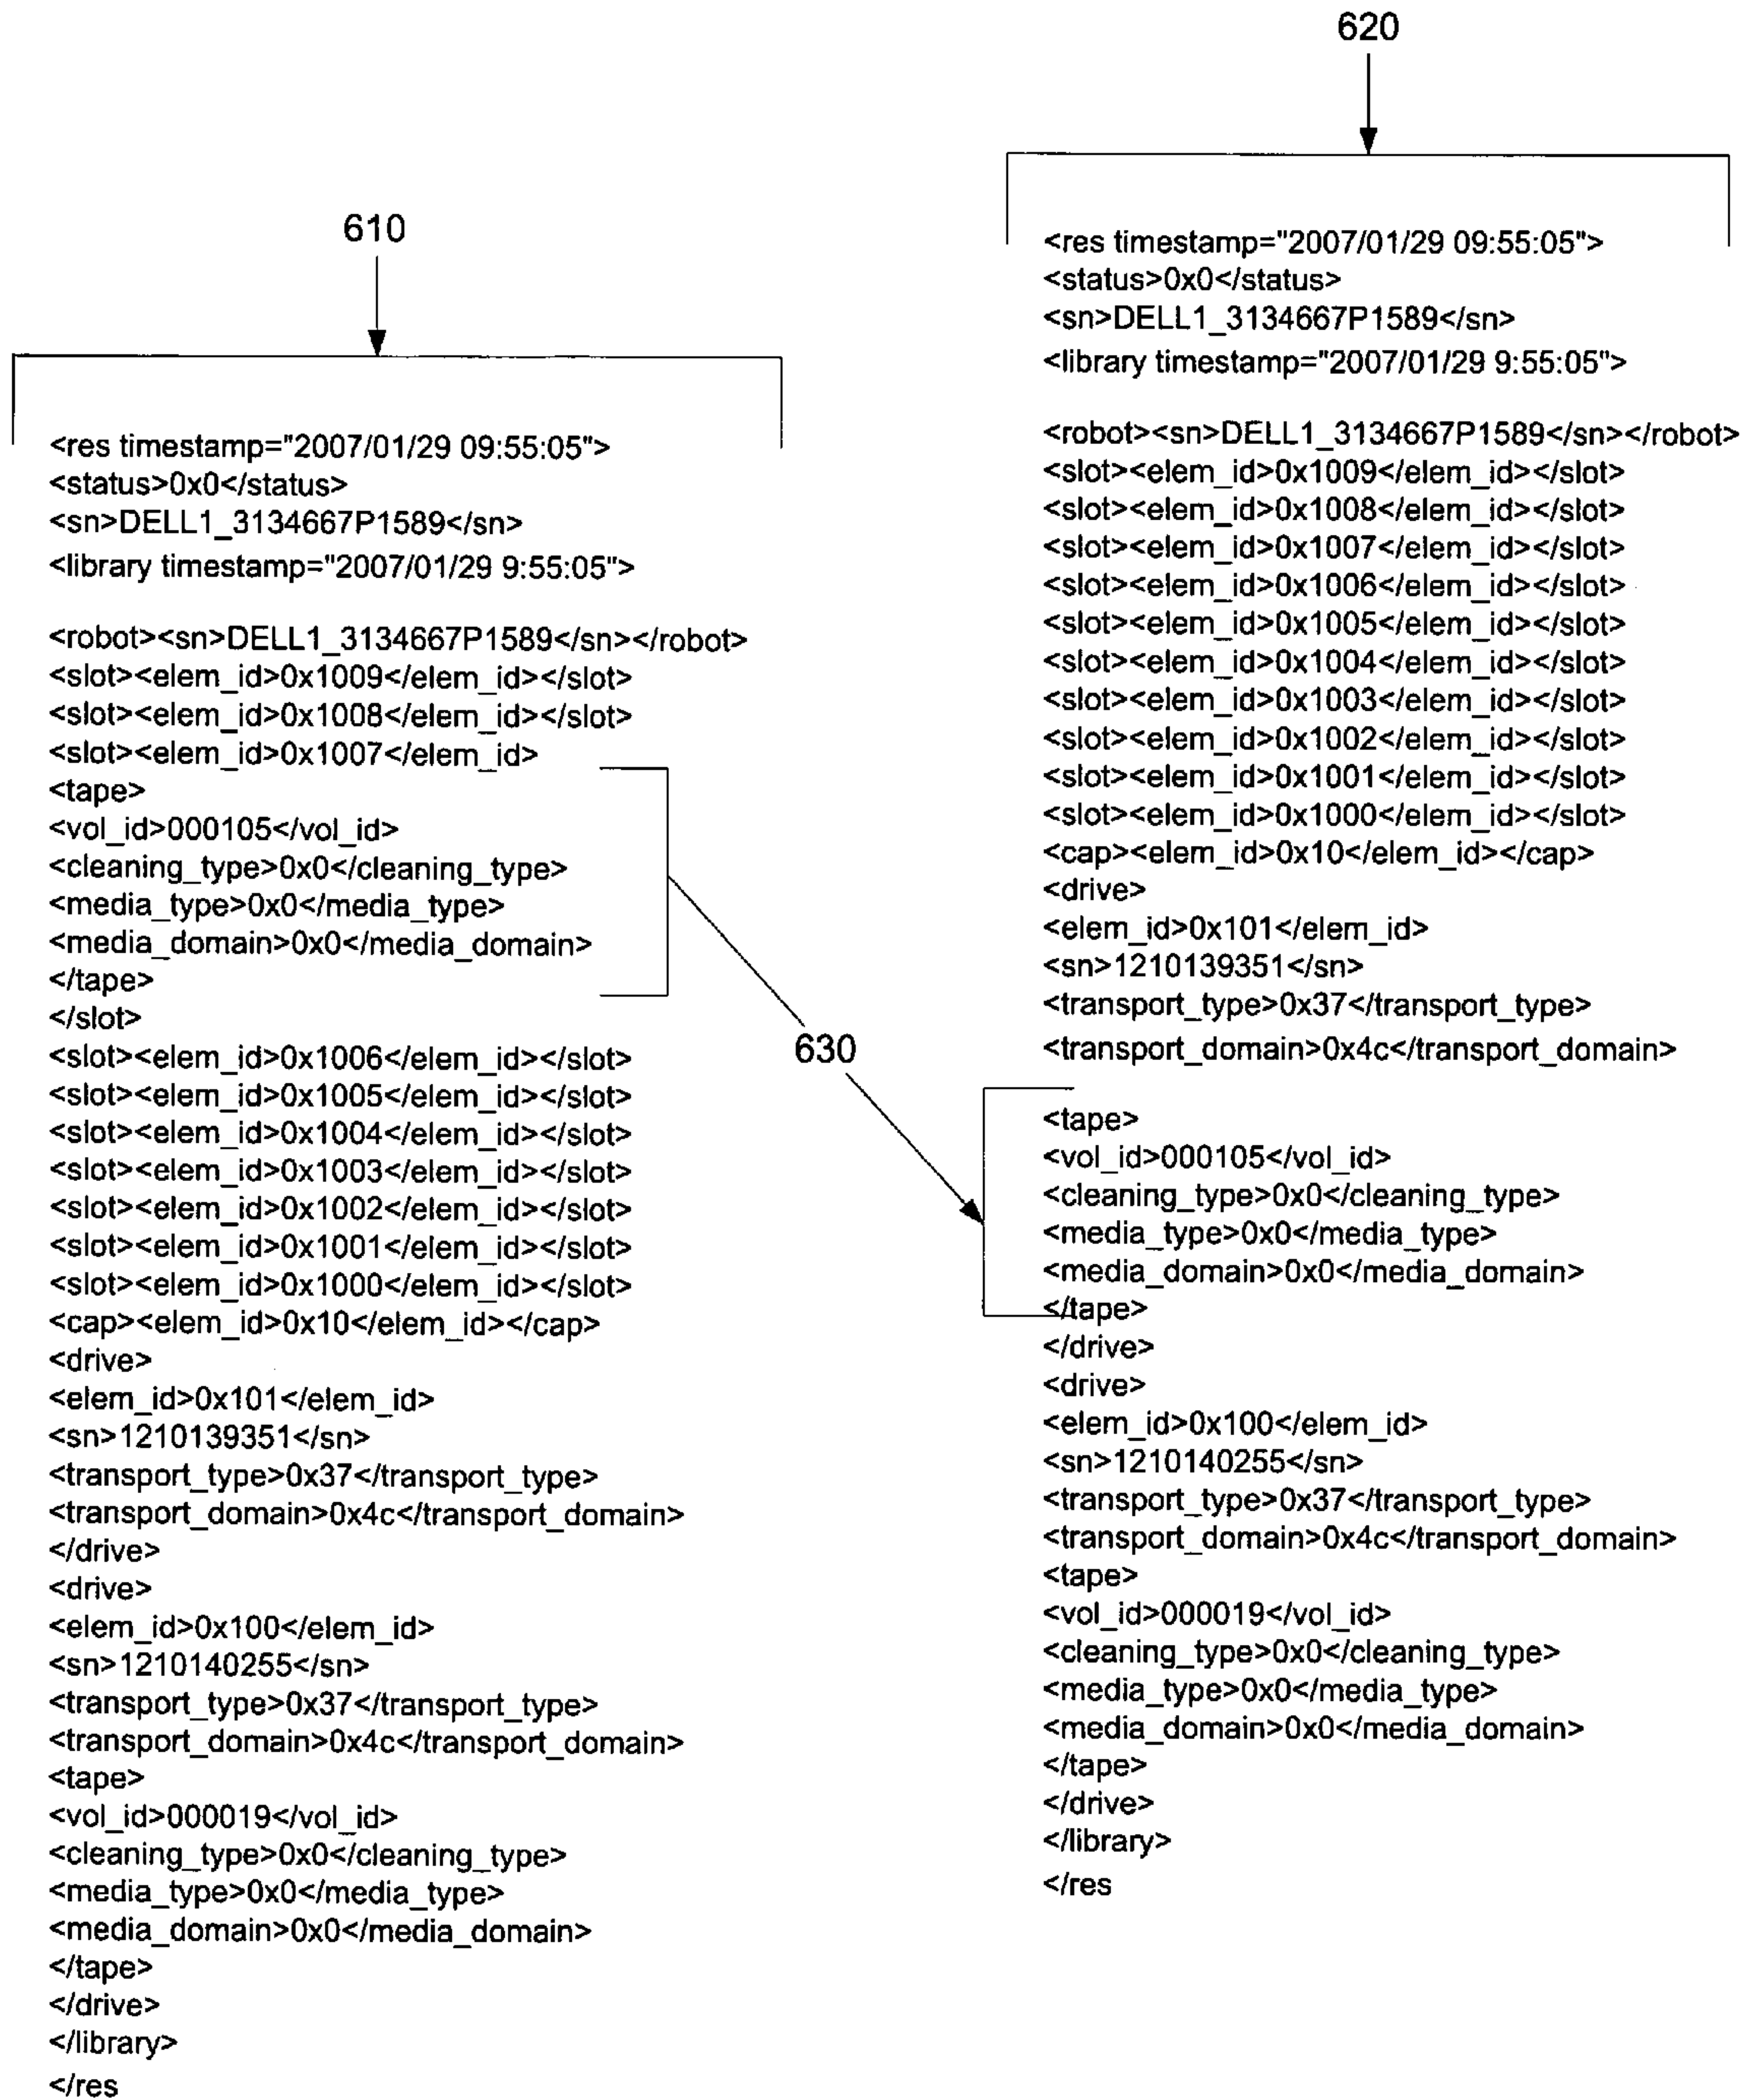 610
<res timestamp="2007/01/29 09:55:05">
<status>0x0</status>
<sn>DELL1_3134667P1589</sn>
<library timestamp="2007/01/29 9:55:05">
<robot><sn>DELL1_3134667P1589</sn></robot>
<slot><elem_id>0x1009</elem_id></slot>
<slot><elem_id>0x1008</elem_id></slot>
<slot><elem_id>0x1007</elem_id>
<tape>
<vol_id>000105</vol_id>
<cleaning_type>0x0</cleaning_type>
<media_type>0x0</media_type>
<media_domain>0x0</media_domain>
</tape>
</slot>
<slot><elem_id>0x1006</elem_id></slot>
<slot><elem_id>0x1005</elem_id></slot>
<slot><elem_id>0x1004</elem_id></slot>
<slot><elem_id>0x1003</elem_id></slot>
<slot><elem_id>0x1002</elem_id></slot>
<slot><elem_id>0x1001</elem_id></slot>
<slot><elem_id>0x1000</elem_id></slot>
<cap><elem_id>0x10</elem_id></cap>
<drive>
<elem_id>0x101</elem_id>
<sn>1210139351</sn>
<transport_type>0x37</transport_type>
<transport_domain>0x4c</transport_domain>
</drive>
<drive>
<elem_id>0x100</elem_id>
<sn>1210140255</sn>
<transport_type>0x37</transport_type>
<transport_domain>0x4c</transport_domain>
<tape>
<vol_id>000019</vol_id>
<cleaning_type>0x0</cleaning_type>
<media_type>0x0</media_type>
<media_domain>0x0</media_domain>
</tape>
</drive>
</library>
</res
630
620
<res timestamp="2007/01/29 09:55:05">
<status>0x0</status>
<sn>DELL1_3134667P1589</sn>
<library timestamp="2007/01/29 9:55:05">
<robot><sn>DELL1_3134667P1589</sn></robot>
<slot><elem_id>0x1009</elem_id></slot>
<slot><elem_id>0x1008</elem_id></slot>
<slot><elem_id>0x1007</elem_id></slot>
<slot><elem_id>0x1006</elem_id></slot>
<slot><elem_id>0x1005</elem_id></slot>
<slot><elem_id>0x1004</elem_id></slot>
<slot><elem_id>0x1003</elem_id></slot>
<slot><elem_id>0x1002</elem_id></slot>
<slot><elem_id>0x1001</elem_id></slot>
<slot><elem_id>0x1000</elem_id></slot>
<cap><elem_id>0x10</elem_id></cap>
<drive>
<elem_id>0x101</elem_id>
<sn>1210139351</sn>
<transport_type>0x37</transport_type>
<transport_domain>0x4c</transport_domain>
<tape>
<vol_id>000105</vol_id>
<cleaning_type>0x0</cleaning_type>
<media_type>0x0</media_type>
<media_domain>0x0</media_domain>
</tape>
</drive>
<drive>
<elem_id>0x100</elem_id>
<sn>1210140255</sn>
<transport_type>0x37</transport_type>
<transport_domain>0x4c</transport_domain>
<tape>
<vol_id>000019</vol_id>
<cleaning_type>0x0</cleaning_type>
<media_type>0x0</media_type>
<media_domain>0x0</media_domain>
</tape>
</drive>
</library>
</res